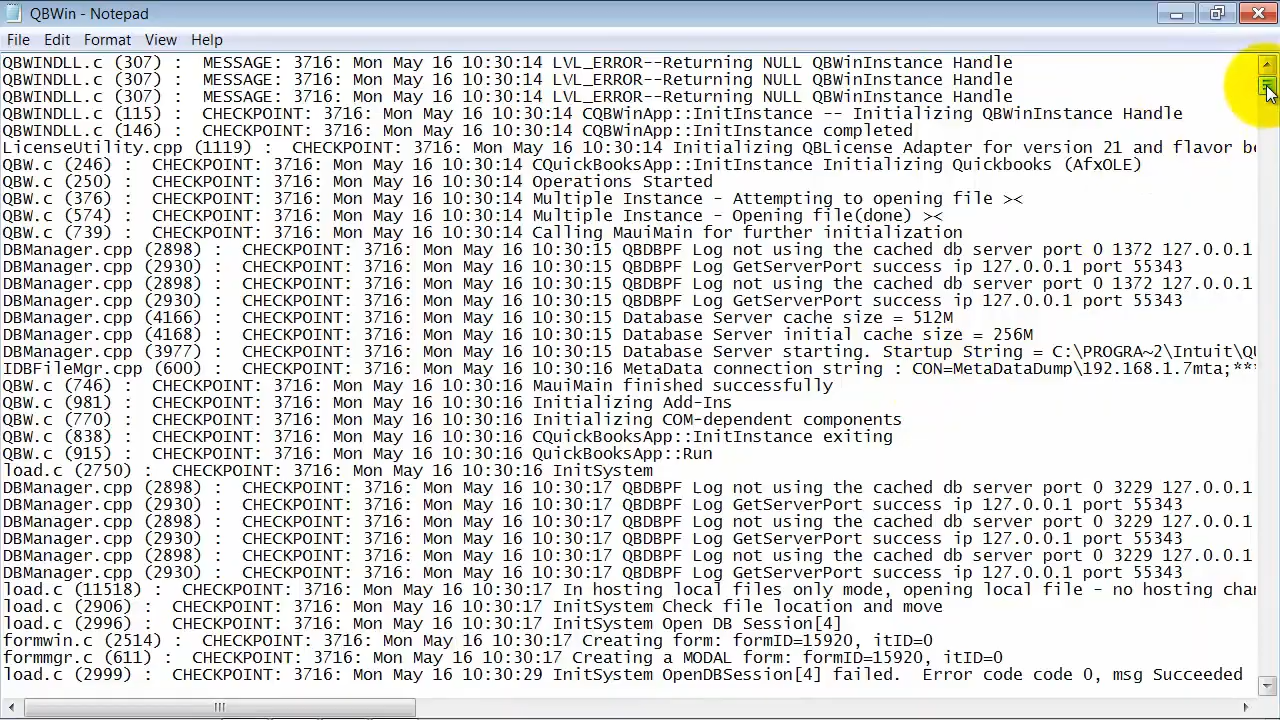 QBWin - Notepad
File Edit Format View Help
QBWINDLL.c (307) : MESSAGE: 3716: Mon May 16 10:30:14 LVL_ERROR--Returning NULL QBWinInstance Handle
QBWINDLL.c (307) : MESSAGE: 3716: Mon May 16 10:30:14 LVL_ERROR--Returning NULL QBWinInstance Handle
QBWINDLL.c (307) : MESSAGE: 3716: Mon May 16 10:30:14 LVL_ERROR--Returning NULL QBWinInstance Handle
QBWINDLL.c (115) : CHECKPOINT: 3716: Mon May 16 10:30:14 CQBWinApp::InitInstance -- Initializing QBWinInstance Handle
QBWINDLL.c (146) : CHECKPOINT: 3716: Mon May 16 10:30:14 CQBWinApp::InitInstance completed
LicenseUtility.cpp (1119) : CHECKPOINT: 3716: Mon May 16 10:30:14 Initializing QBLicense Adapter for version 21 and flavor be
QBW.c (246) : CHECKPOINT: 3716: Mon May 16 10:30:14 CQuickBooksApp::InitInstance Initializing Quickbooks (AfxOLE)
QBW.c (250) : CHECKPOINT: 3716: Mon May 16 10:30:14 Operations Started
QBW.c (376) : CHECKPOINT: 3716: Mon May 16 10:30:14 Multiple Instance - Attempting to opening file ><
QBW.c (574) : CHECKPOINT: 3716: Mon May 16 10:30:14 Multiple Instance - Opening file(done) ><
QBW.c (739) : CHECKPOINT: 3716: Mon May 16 10:30:14 Calling MauiMain for further initialization
DBManager.cpp (2898) : CHECKPOINT: 3716: Mon May 16 10:30:15 QBDBPF Log not using the cached db server port 0 1372 127.0.0.1
DBManager.cpp (2930) : CHECKPOINT: 3716: Mon May 16 10:30:15 QBDBPF Log GetServerPort success ip 127.0.0.1 port 55343
DBManager.cpp (2898) : CHECKPOINT: 3716: Mon May 16 10:30:15 QBDBPF Log not using the cached db server port 0 1372 127.0.0.1
DBManager.cpp (2930) : CHECKPOINT: 3716: Mon May 16 10:30:15 QBDBPF Log GetServerPort success ip 127.0.0.1 port 55343
DBManager.cpp (4166) : CHECKPOINT: 3716: Mon May 16 10:30:15 Database Server cache size = 512M
DBManager.cpp (4168) : CHECKPOINT: 3716: Mon May 16 10:30:15 Database Server initial cache size = 256M
DBManager.cpp (3977) : CHECKPOINT: 3716: Mon May 16 10:30:15 Database Server starting. Startup String = C:\PROGRA~2\Intuit\QU
IDBFileMgr.cpp (600) : CHECKPOINT: 3716: Mon May 16 10:30:16 MetaData connection string : CON=MetaDataDump\192.168.1.7mta;**
QBW.c (746) : CHECKPOINT: 3716: Mon May 16 10:30:16 MauiMain finished successfully
QBW.c (981) : CHECKPOINT: 3716: Mon May 16 10:30:16 Initializing Add-Ins
QBW.c (770) : CHECKPOINT: 3716: Mon May 16 10:30:16 Initializing COM-dependent components
QBW.c (838) : CHECKPOINT: 3716: Mon May 16 10:30:16 CQuickBooksApp::InitInstance exiting
QBW.c (915) : CHECKPOINT: 3716: Mon May 16 10:30:16 QuickBooksApp::Run
load.c (2750) : CHECKPOINT: 3716: Mon May 16 10:30:16 InitSystem
DBManager.cpp (2898) : CHECKPOINT: 3716: Mon May 16 10:30:17 QBDBPF Log not using the cached db server port 0 3229 127.0.0.1
DBManager.cpp (2930) : CHECKPOINT: 3716: Mon May 16 10:30:17 QBDBPF Log GetServerPort success ip 127.0.0.1 port 55343
DBManager.cpp (2898) : CHECKPOINT: 3716: Mon May 16 10:30:17 QBDBPF Log not using the cached db server port 0 3229 127.0.0.1
DBManager.cpp (2930) : CHECKPOINT: 3716: Mon May 16 10:30:17 QBDBPF Log GetServerPort success ip 127.0.0.1 port 55343
DBManager.cpp (2898) : CHECKPOINT: 3716: Mon May 16 10:30:17 QBDBPF Log not using the cached db server port 0 3229 127.0.0.1
DBManager.cpp (2930) : CHECKPOINT: 3716: Mon May 16 10:30:17 QBDBPF Log GetServerPort success ip 127.0.0.1 port 55343
load.c (11518) : CHECKPOINT: 3716: Mon May 16 10:30:17 In hosting local files only mode, opening local file - no hosting chan
load.c (2906) : CHECKPOINT: 3716: Mon May 16 10:30:17 InitSystem Check file location and move
load.c (2996) : CHECKPOINT: 3716: Mon May 16 10:30:17 InitSystem Open DB Session[4]
formwin.c (2514) : CHECKPOINT: 3716: Mon May 16 10:30:17 Creating form: formID=15920, itID=0
formmgr.c (611) : CHECKPOINT: 3716: Mon May 16 10:30:17 Creating a MODAL form: formID=15920, itID=0
load.c (2999) : CHECKPOINT: 3716: Mon May 16 10:30:29 InitSystem OpenDBSession[4] failed. Error code code 0, msg Succeeded